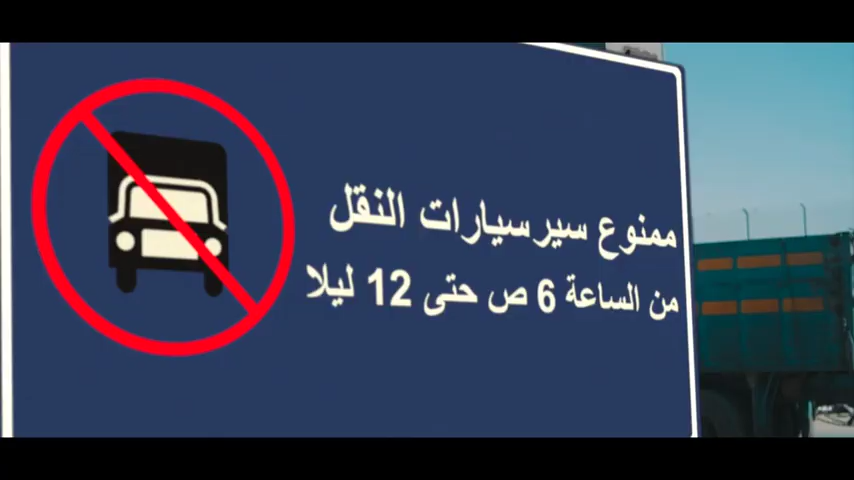 ممنوع سير سيارات النقل
من الساعة 6 ص حتى 12 ليلا